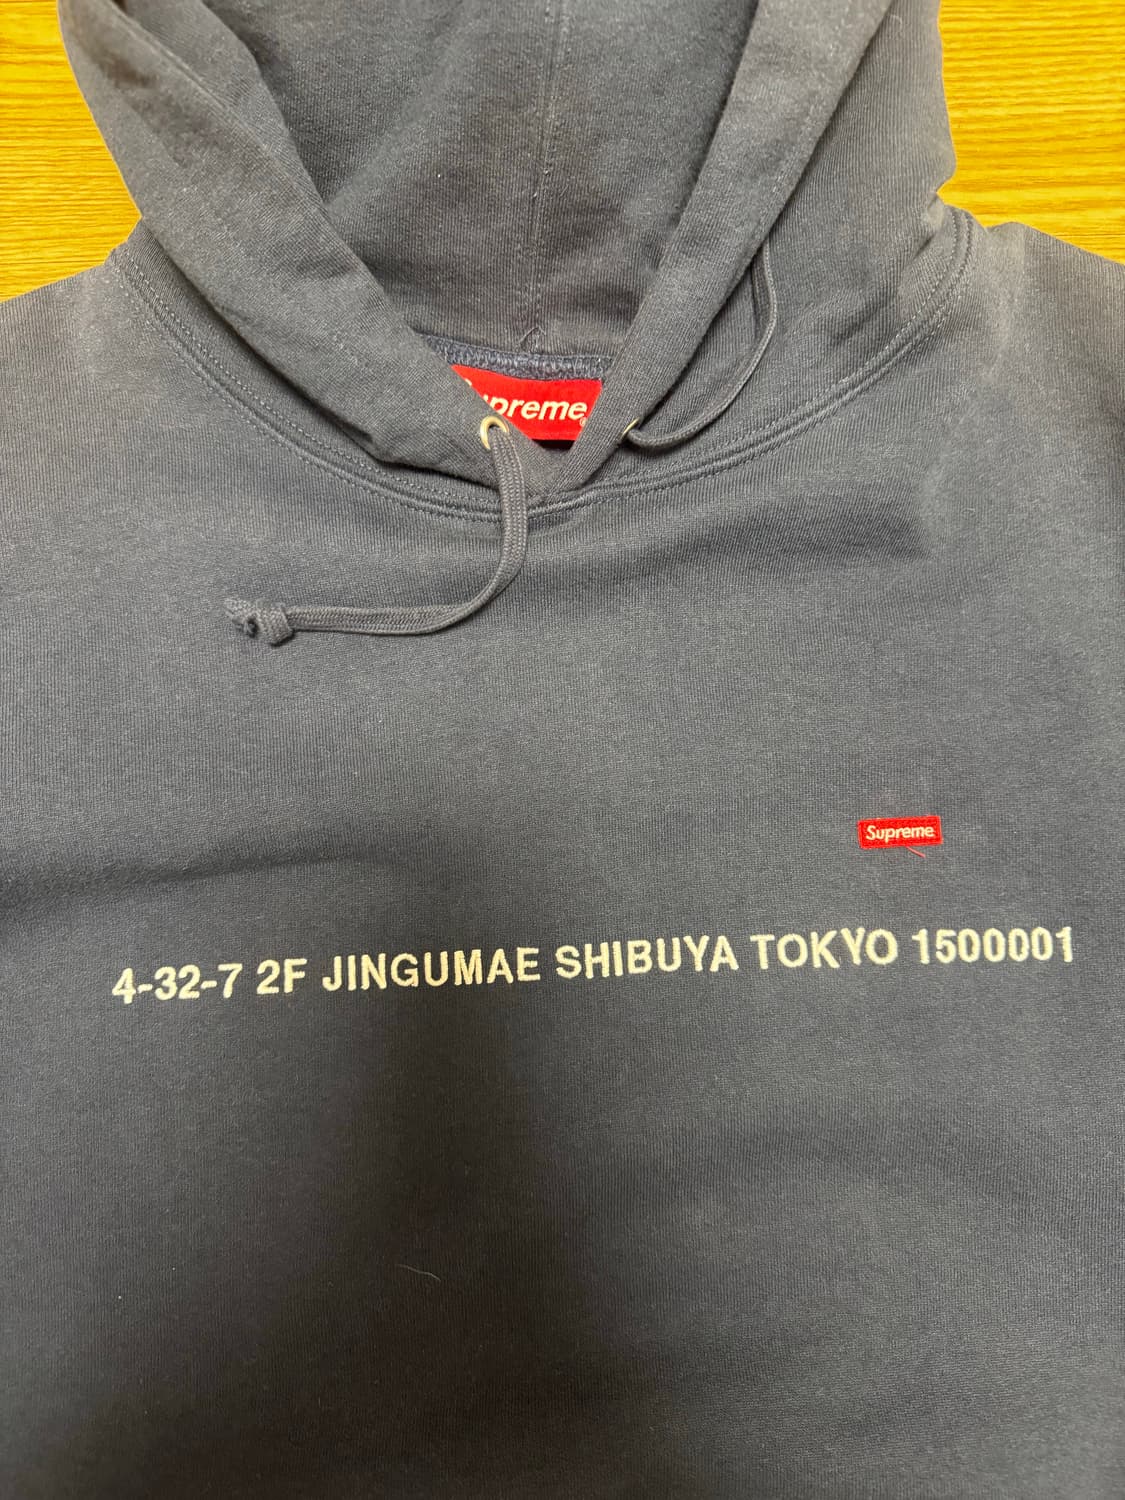 Supreme
Supreme
4-32-7 2F JINGUMAE SHIBUYA TOKYO 1500001